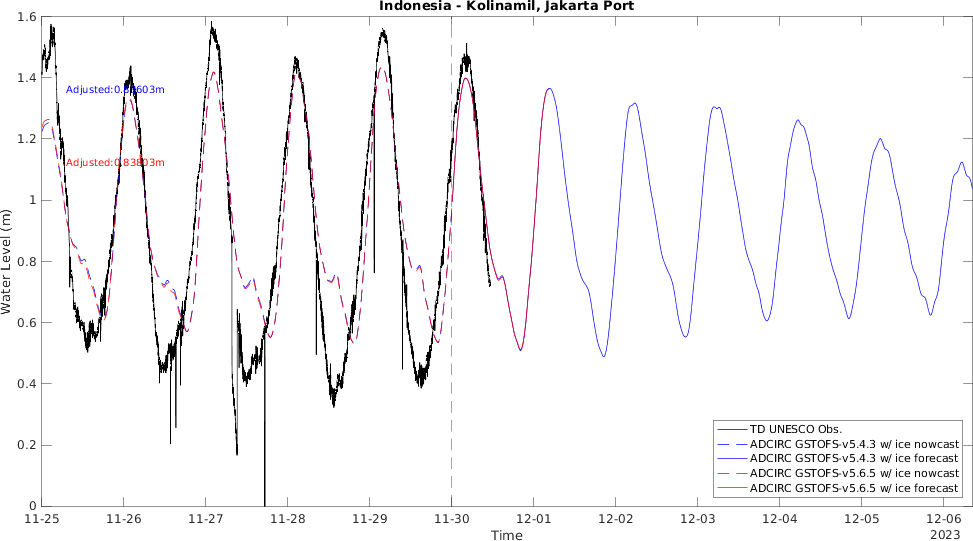 Indonesia - Kolinamil, Jakarta Port
1.6
1.4
1.2
1
0.8
0.6
0.4
0.2
0
Water Level (m)
Adjusted:0.83803m
TD UNESCO Obs.
ADCIRC GSTOFS-v5.4.3 w/ ice nowcast
ADCIRC GSTOFS-v5.4.3 w/ ice forecast
ADCIRC GSTOFS-v5.6.5 w/ ice nowcast
ADCIRC GSTOFS-v5.6.5 w/ ice forecast
11-25 11-26 11-27 11-28 11-29 11-30 12-01 12-02 12-03 12-04 12-05 12-06
Time
2023